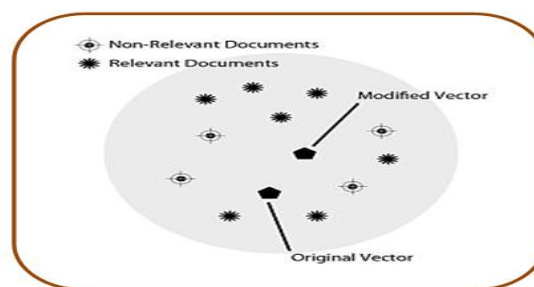 Non-Relevant Documents
Relevant Documents
Modified Vector
Original Vector